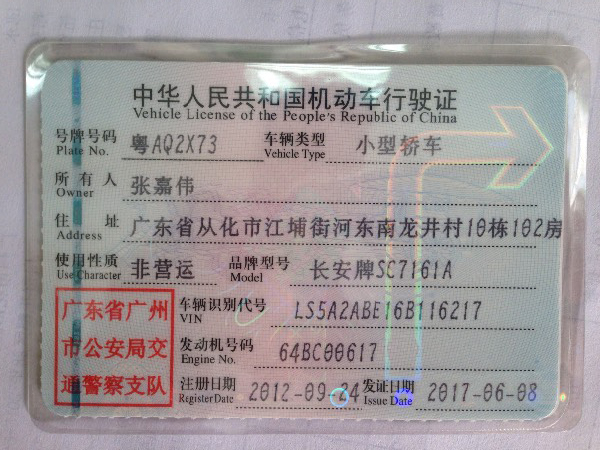 中华人民共和国机动车行驶证
Vehicle License of the People's Republic of China
号牌号码 粤AQ2X73 车辆类型 小型轿车
Plate No. Vehicle Type
所有人 张嘉伟
Owner
住址 广东省从化市江埔街河东南龙井村10栋102房
Address
使用性质 非营运 品牌型号 长安牌SC7161A
Use Character Model
广东省广州
市公安局交
通警察支队
车辆识别代号 LS5A2ABE16B116217
VIN
发动机号码 64BC00617
Engine No.
注册日期 2012-09-24 发证日期 2017-06-08
Register Date Issue Date